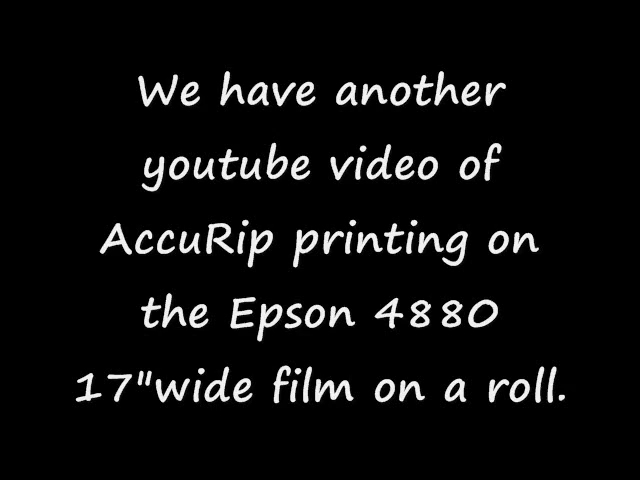 We have another
youtube video of
AccuRip printing on
the Epson 4880
17"wide film on a roll.